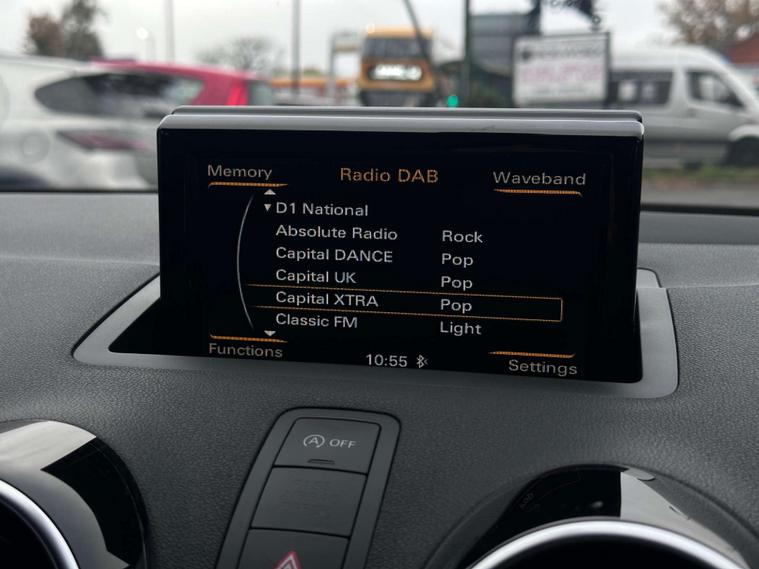 Memory Radio DAB Waveband
D1 National
Absolute Radio Rock
Capital DANCE Pop
Capital UK Pop
Capital XTRA Pop
Classic FM Light
Functions 10:55 Settings
A OFF